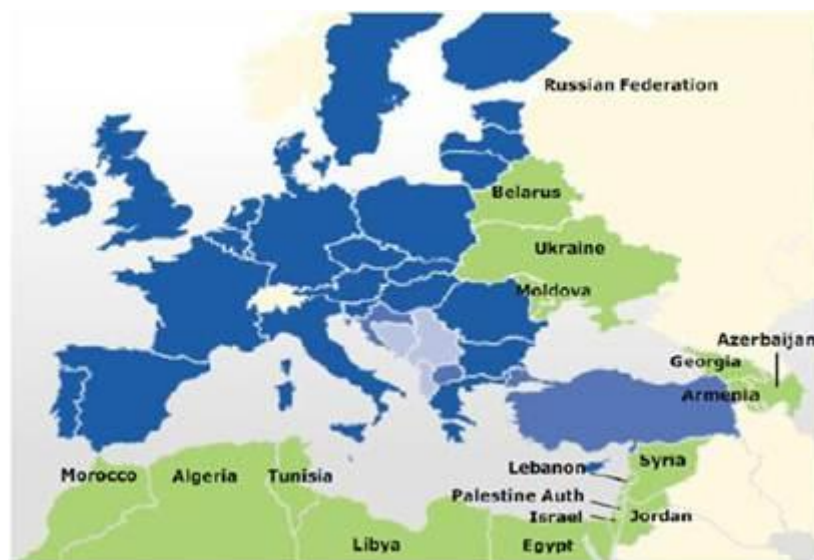 Russian Federation
Belarus
Ukraine
Moldova
Azerbaijan
Georgia
Armenia
Morocco
Algeria
Tunisia
Lebanon
Syria
Palestine Auth
Israel
Jordan
Libya
Egypt